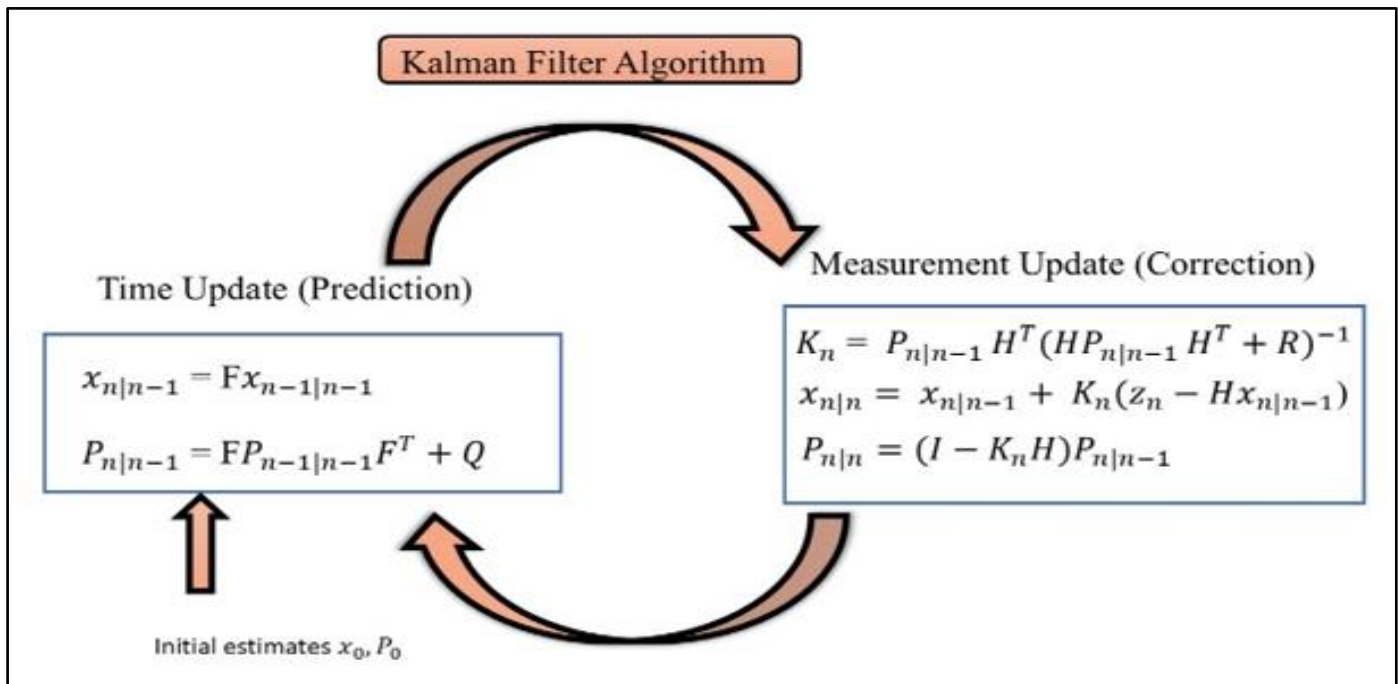 Kalman Filter Algorithm
Time Update (Prediction)
x_{n|n-1} = Fx_{n-1|n-1}
P_{n|n-1} = FP_{n-1|n-1}F^T + Q
Initial estimates x_0, P_0
Measurement Update (Correction)
K_n = P_{n|n-1} H^T(HP_{n|n-1} H^T + R)^{-1}
x_{n|n} = x_{n|n-1} + K_n(z_n − Hx_{n|n-1})
P_{n|n} = (I − K_nH)P_{n|n-1}